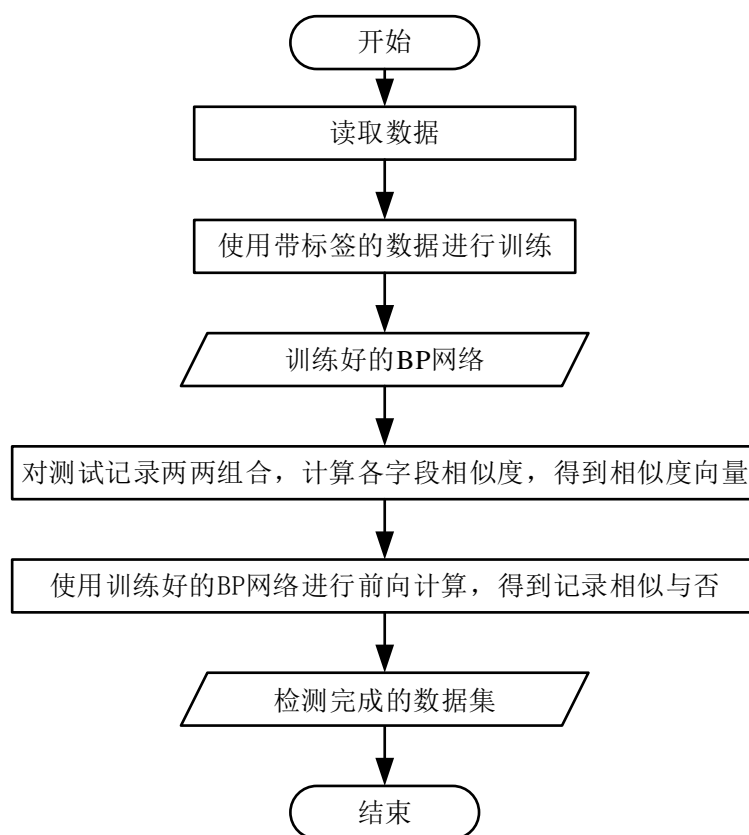 开始
读取数据
使用带标签的数据进行训练
训练好的BP网络
对测试记录两两组合，计算各字段相似度，得到相似度向量
使用训练好的BP网络进行前向计算，得到记录相似与否
检测完成的数据集
结束